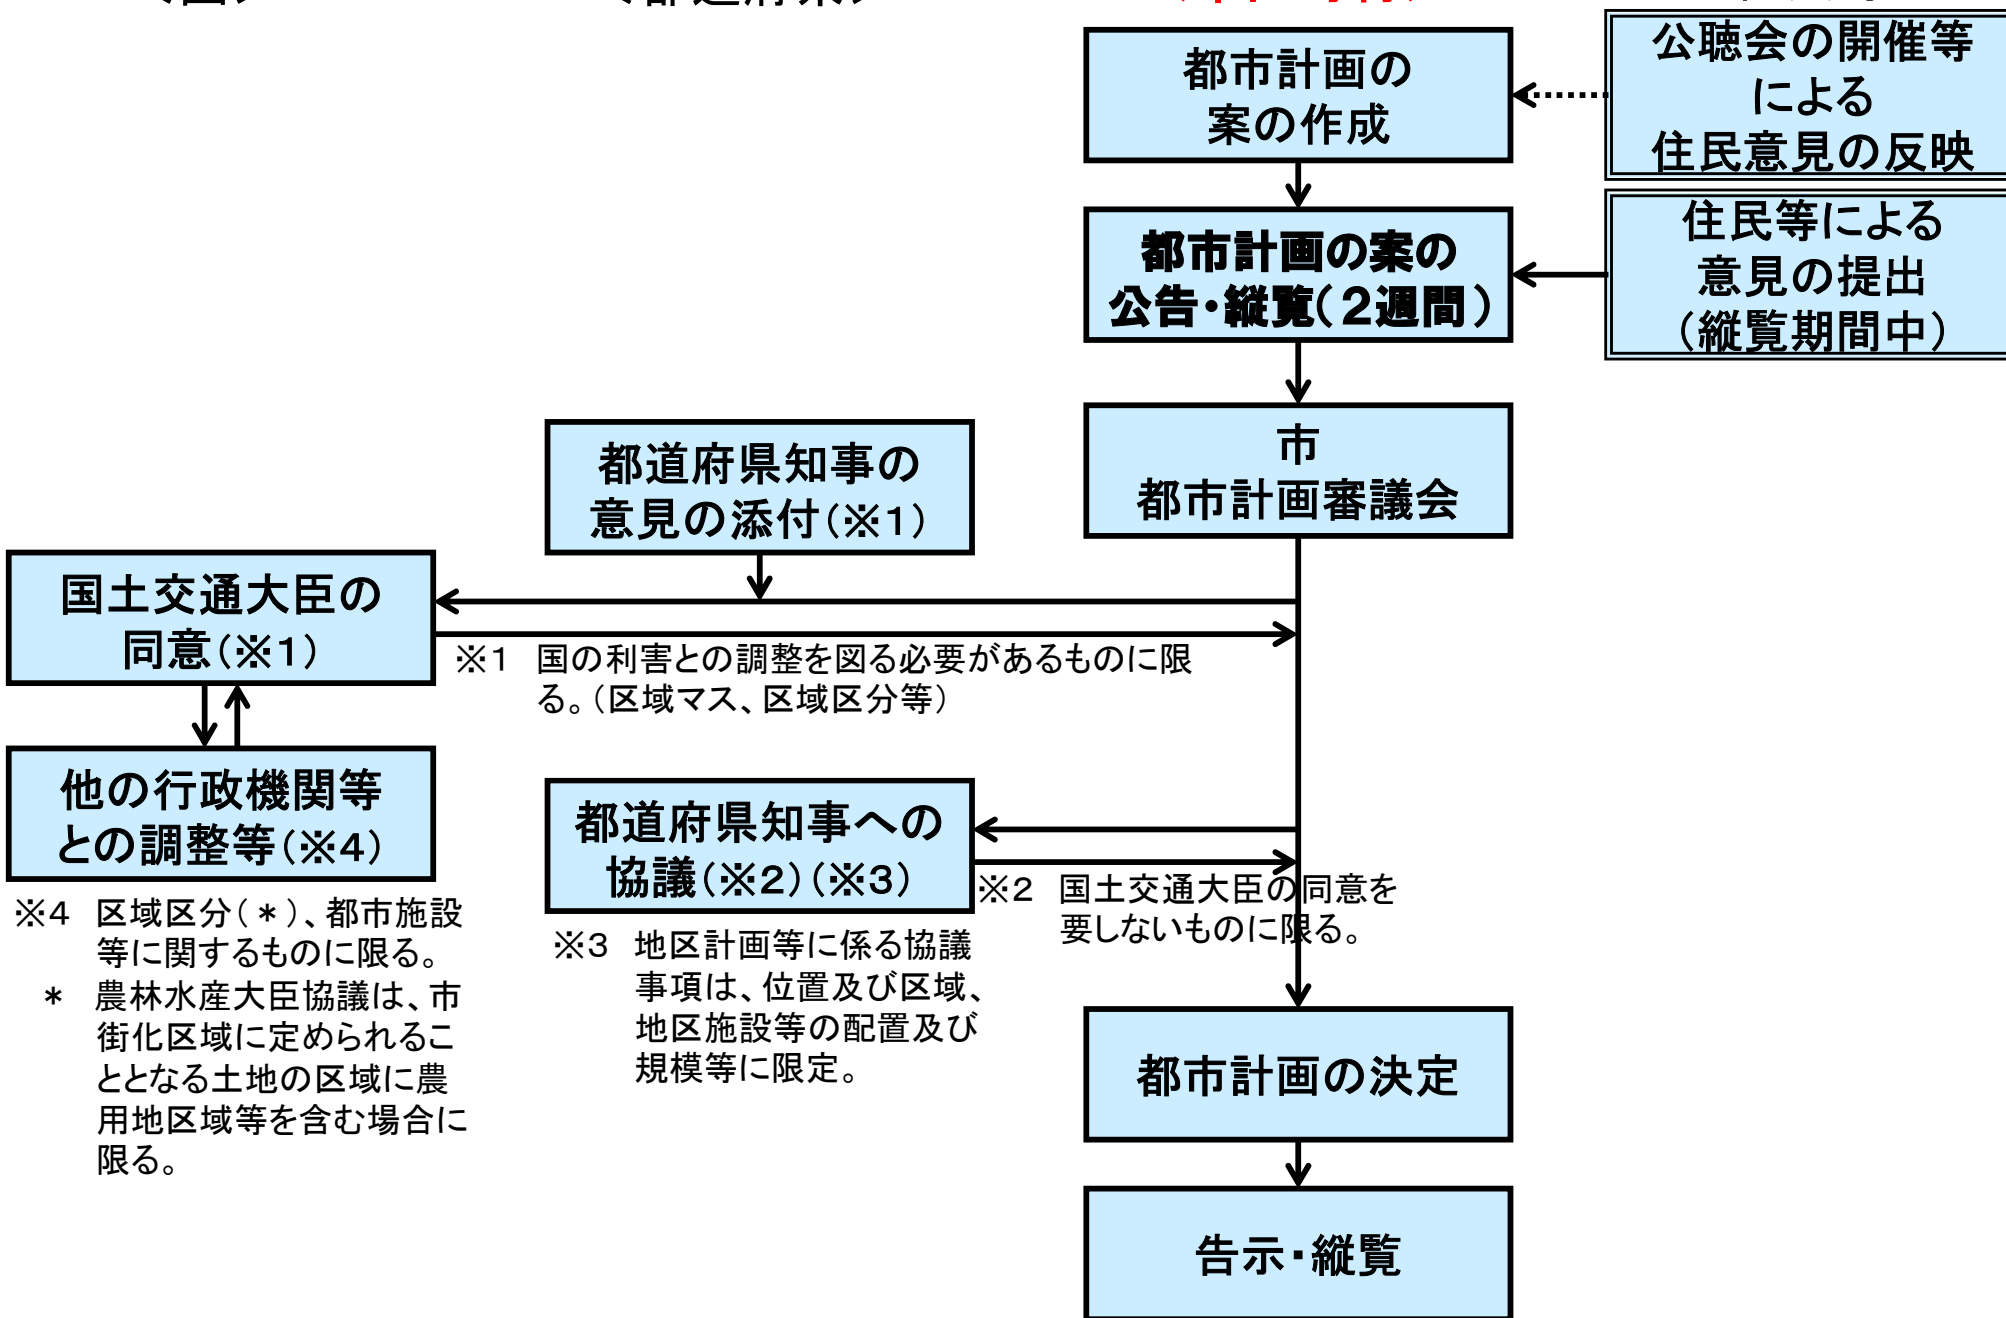 都市計画の
案の作成
公聴会の開催等
による
住民意見の反映
都市計画の案の
公告・縦覧(2週間)
住民等による
意見の提出
(縦覧期間中)
市
都市計画審議会
都道府県知事の
意見の添付(※1)
国土交通大臣の
同意(※1)
※1 国の利害との調整を図る必要があるものに限
る。(区域マス、区域区分等)
他の行政機関等
との調整等(※4)
都道府県知事への
協議(※2)(※3)
※2 国土交通大臣の同意を
要しないものに限る。
※4 区域区分(*)、都市施設
等に関するものに限る。
* 農林水産大臣協議は、市
街化区域に定められるこ
ととなる土地の区域に農
用地区域等を含む場合に
限る。
※3 地区計画等に係る協議
事項は、位置及び区域、
地区施設等の配置及び
規模等に限定。
都市計画の決定
告示・縦覧